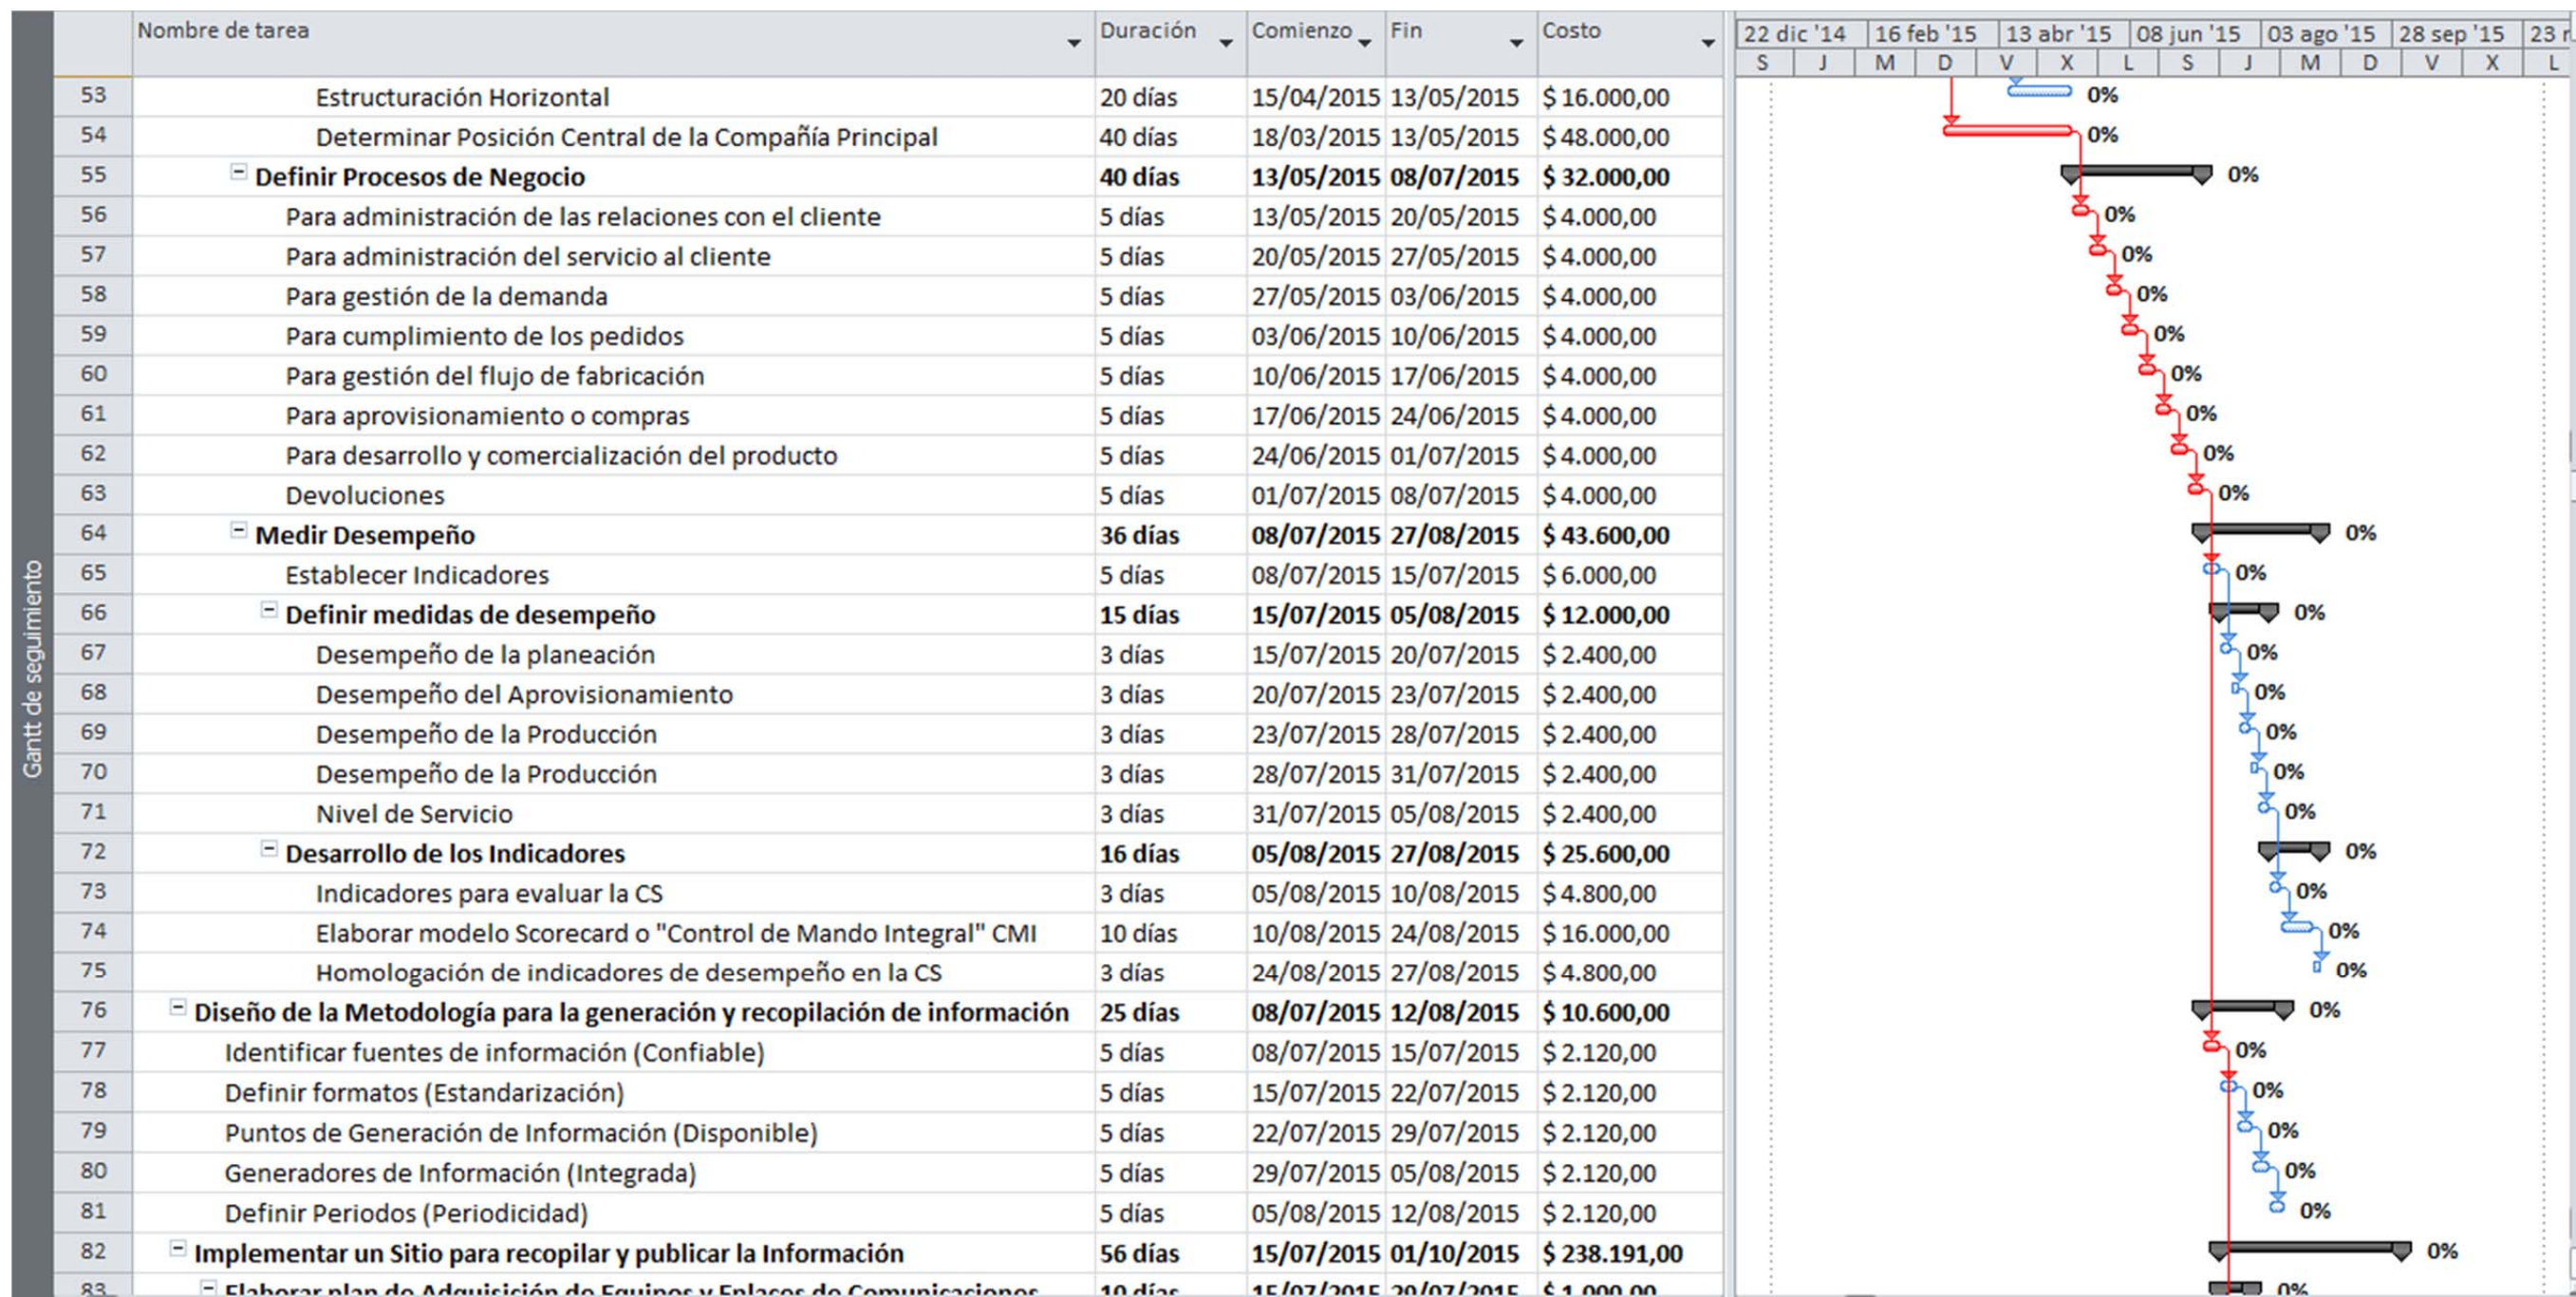 Nombre de tarea Duración Comienzo Fin Costo 22 dic '14 16 feb '15 13 abr '15 08 jun '15 03 ago '15 28 sep '15 23
S J M D V X L S J M D V X L
53 Estructuración Horizontal 20 días 15/04/2015 13/05/2015 $ 16.000,00 0%
54 Determinar Posición Central de la Compañía Principal 40 días 18/03/2015 13/05/2015 $ 48.000,00 0%
55 Definir Procesos de Negocio 40 días 13/05/2015 08/07/2015 $ 32.000,00 0%
56 Para administración de las relaciones con el cliente 5 días 13/05/2015 20/05/2015 $ 4.000,00 0%
57 Para administración del servicio al cliente 5 días 20/05/2015 27/05/2015 $ 4.000,00 0%
58 Para gestión de la demanda 5 días 27/05/2015 03/06/2015 $ 4.000,00 0%
59 Para cumplimiento de los pedidos 5 días 03/06/2015 10/06/2015 $ 4.000,00 0%
60 Para gestión del flujo de fabricación 5 días 10/06/2015 17/06/2015 $ 4.000,00 0%
61 Para aprovisionamiento o compras 5 días 17/06/2015 24/06/2015 $ 4.000,00 0%
62 Para desarrollo y comercialización del producto 5 días 24/06/2015 01/07/2015 $ 4.000,00 0%
63 Devoluciones 5 días 01/07/2015 08/07/2015 $ 4.000,00 0%
64 Medir Desempeño 36 días 08/07/2015 27/08/2015 $ 43.600,00 0%
65 Establecer Indicadores 5 días 08/07/2015 15/07/2015 $ 6.000,00 0%
66 Definir medidas de desempeño 15 días 15/07/2015 05/08/2015 $ 12.000,00 0%
67 Desempeño de la planeación 3 días 15/07/2015 20/07/2015 $ 2.400,00 0%
68 Desempeño del Aprovisionamiento 3 días 20/07/2015 23/07/2015 $ 2.400,00 0%
69 Desempeño de la Producción 3 días 23/07/2015 28/07/2015 $ 2.400,00 0%
70 Desempeño de la Producción 3 días 28/07/2015 31/07/2015 $ 2.400,00 0%
71 Nivel de Servicio 3 días 31/07/2015 05/08/2015 $ 2.400,00 0%
72 Desarrollo de los Indicadores 16 días 05/08/2015 27/08/2015 $ 25.600,00 0%
73 Indicadores para evaluar la CS 3 días 05/08/2015 10/08/2015 $ 4.800,00 0%
74 Elaborar modelo Scorecard o "Control de Mando Integral" CMI 10 días 10/08/2015 24/08/2015 $ 16.000,00 0%
75 Homologación de indicadores de desempeño en la CS 3 días 24/08/2015 27/08/2015 $ 4.800,00 0%
76 Diseño de la Metodología para la generación y recopilación de información 25 días 08/07/2015 12/08/2015 $ 10.600,00 0%
77 Identificar fuentes de información (Confiable) 5 días 08/07/2015 15/07/2015 $ 2.120,00 0%
78 Definir formatos (Estandarización) 5 días 15/07/2015 22/07/2015 $ 2.120,00 0%
79 Puntos de Generación de Información (Disponible) 5 días 22/07/2015 29/07/2015 $ 2.120,00 0%
80 Generadores de Información (Integrada) 5 días 29/07/2015 05/08/2015 $ 2.120,00 0%
81 Definir Periodos (Periodicidad) 5 días 05/08/2015 12/08/2015 $ 2.120,00 0%
82 Implementar un Sitio para recopilar y publicar la Información 56 días 15/07/2015 01/10/2015 $ 238.191,00 0%
83 Elaborar plan de Adquisición de Equipos y Enlaces de Comunicaciones 10 días 15/07/2015 29/07/2015 $ 1.000,00 0%
Gantt de seguimiento